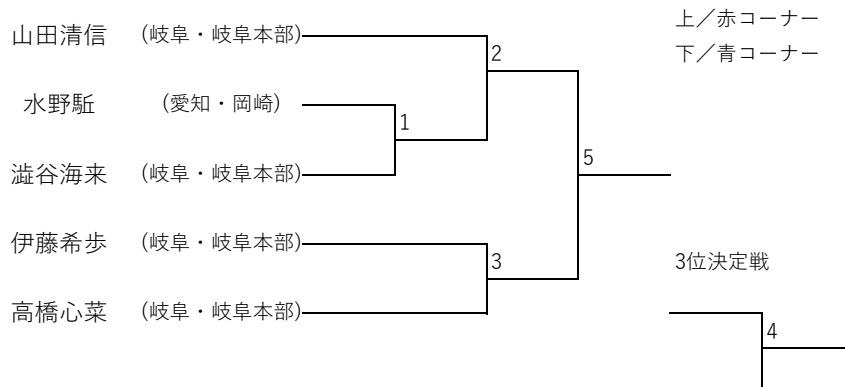 上／赤コーナー
下／青コーナー
山田清信 (岐阜・岐阜本部)
2
水野駈 (愛知・岡崎)
1
澁谷海来 (岐阜・岐阜本部)
5
伊藤希歩 (岐阜・岐阜本部)
3
3位決定戦
高橋心菜 (岐阜・岐阜本部)
4